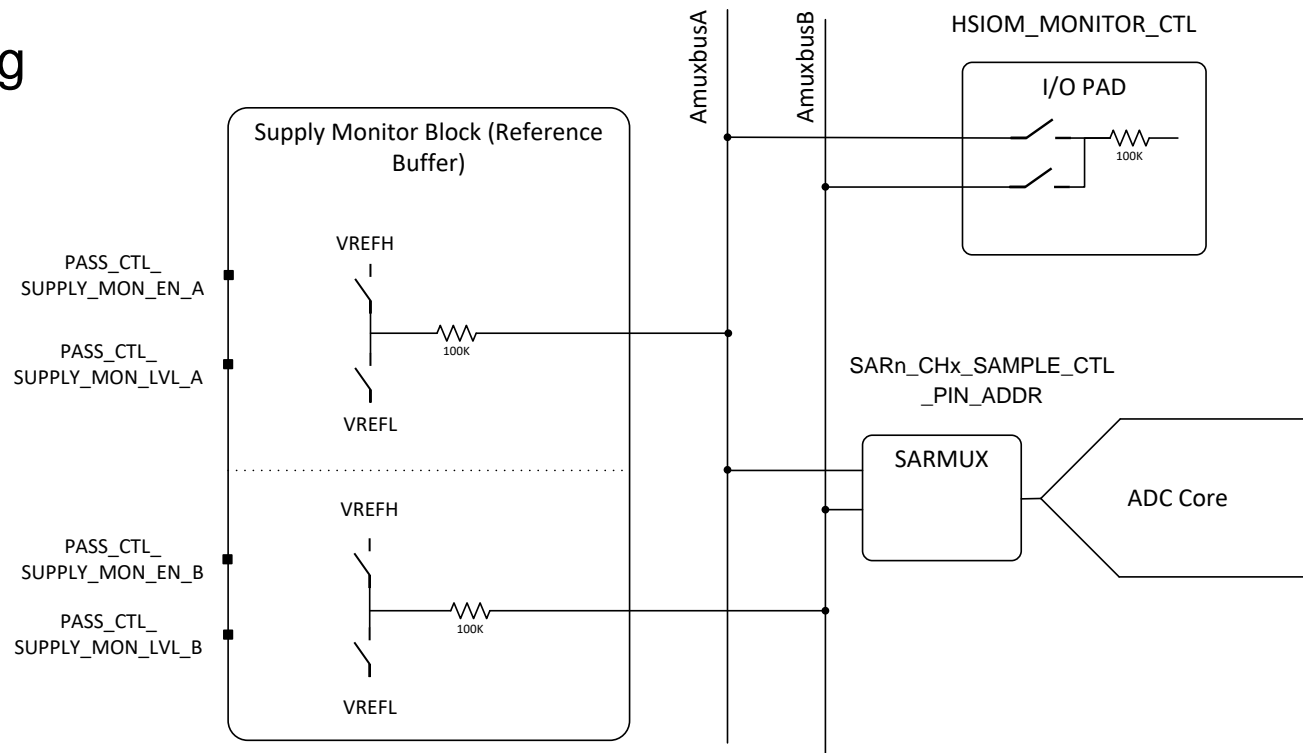 g
AmuxbusA
AmuxbusB
HSIOM_MONITOR_CTL
I/O PAD
100K
Supply Monitor Block (Reference
Buffer)
VREFH
PASS_CTL_
SUPPLY_MON_EN_A
100K
PASS_CTL_
SUPPLY_MON_LVL_A
VREFL
SARn_CHx_SAMPLE_CTL
_PIN_ADDR
SARMUX
ADC Core
VREFH
PASS_CTL_
SUPPLY_MON_EN_B
100K
PASS_CTL_
SUPPLY_MON_LVL_B
VREFL